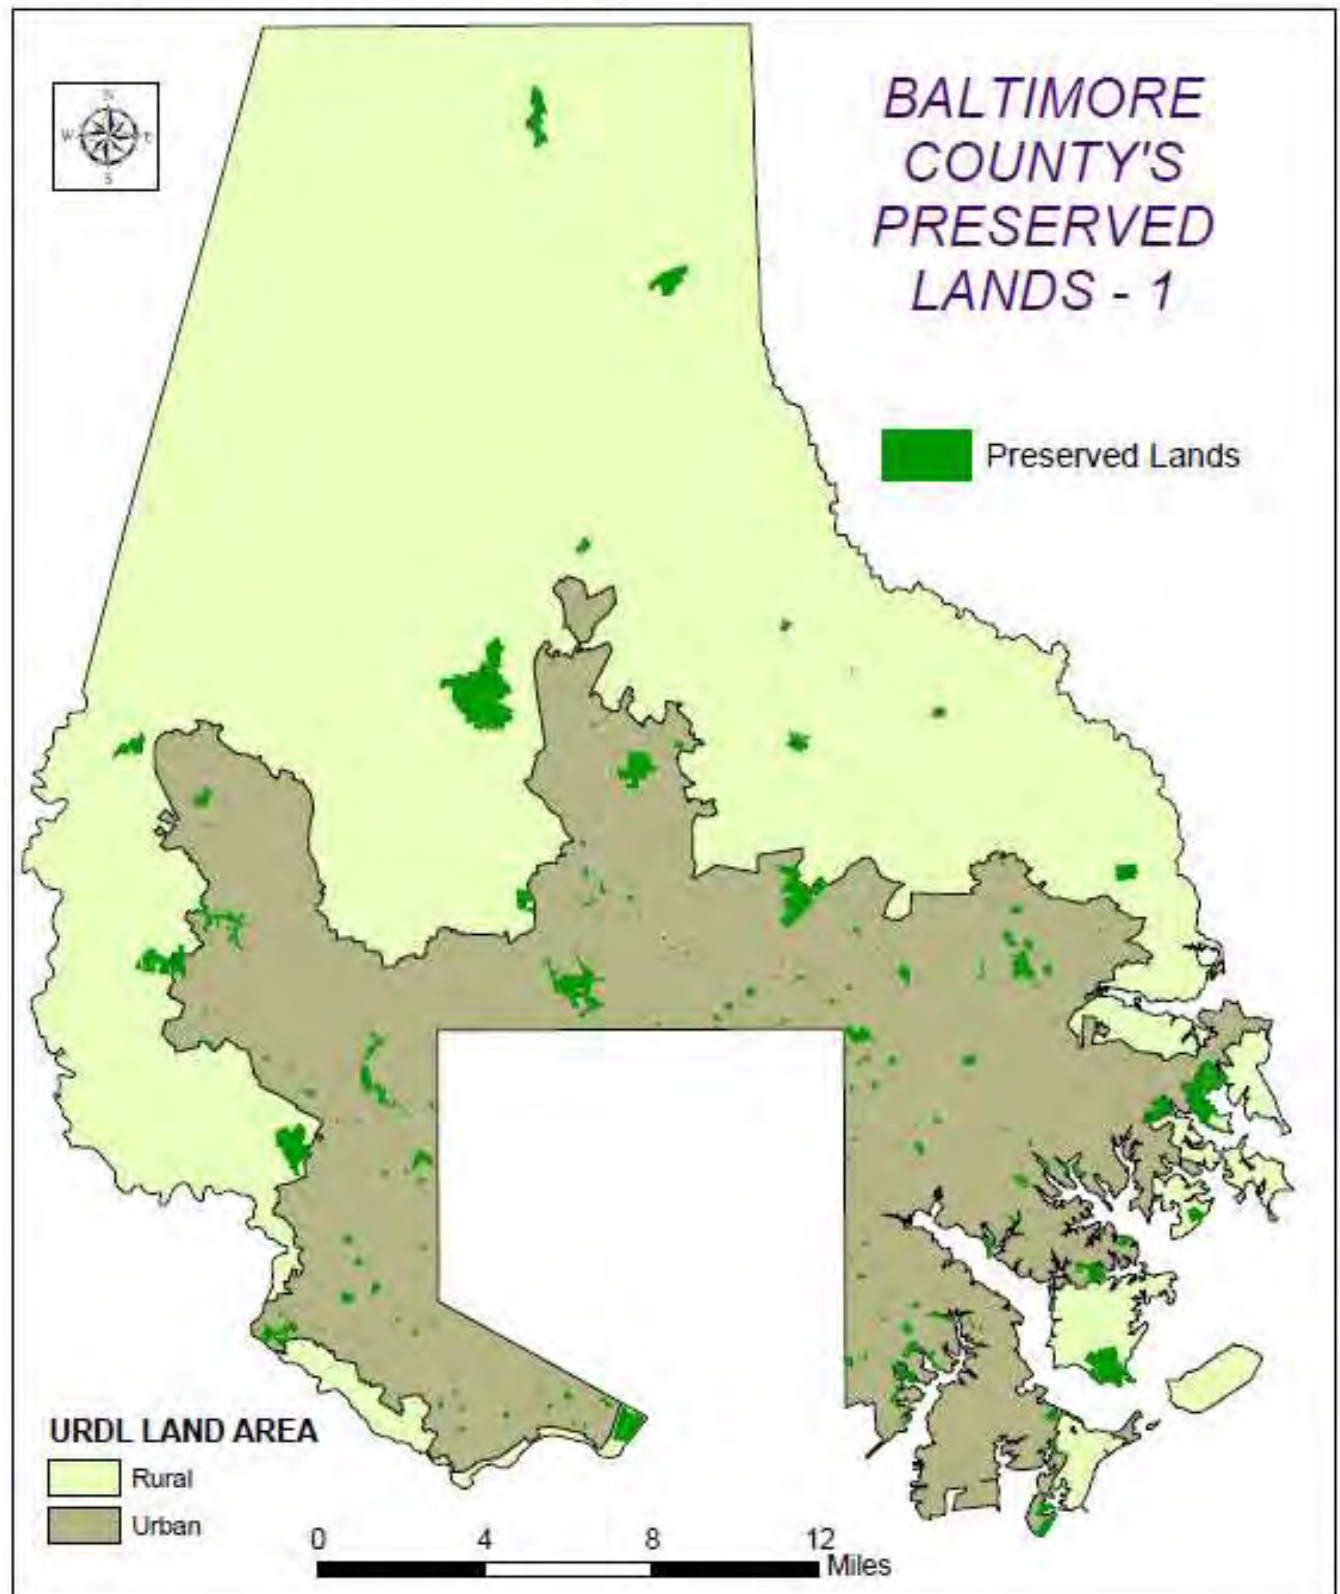 N
W E
S
BALTIMORE
COUNTY'S
PRESERVED
LANDS - 1
Preserved Lands
URDL LAND AREA
Rural
Urban
0 4 8 12
Miles